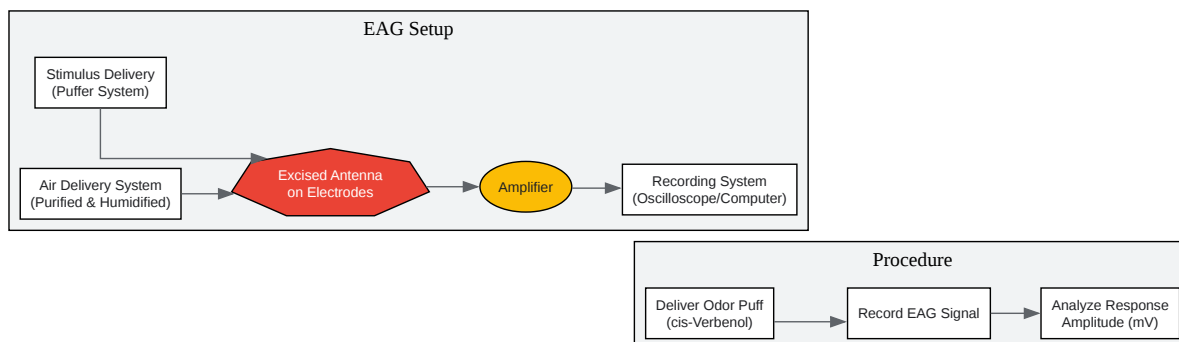 EAG Setup
Stimulus Delivery
(Puffer System)
Air Delivery System
(Purified & Humidified)
Excised Antenna
on Electrodes
Amplifier
Recording System
(Oscilloscope/Computer)
Procedure
Deliver Odor Puff
(cis-Verbenol)
Record EAG Signal
Analyze Response
Amplitude (mV)